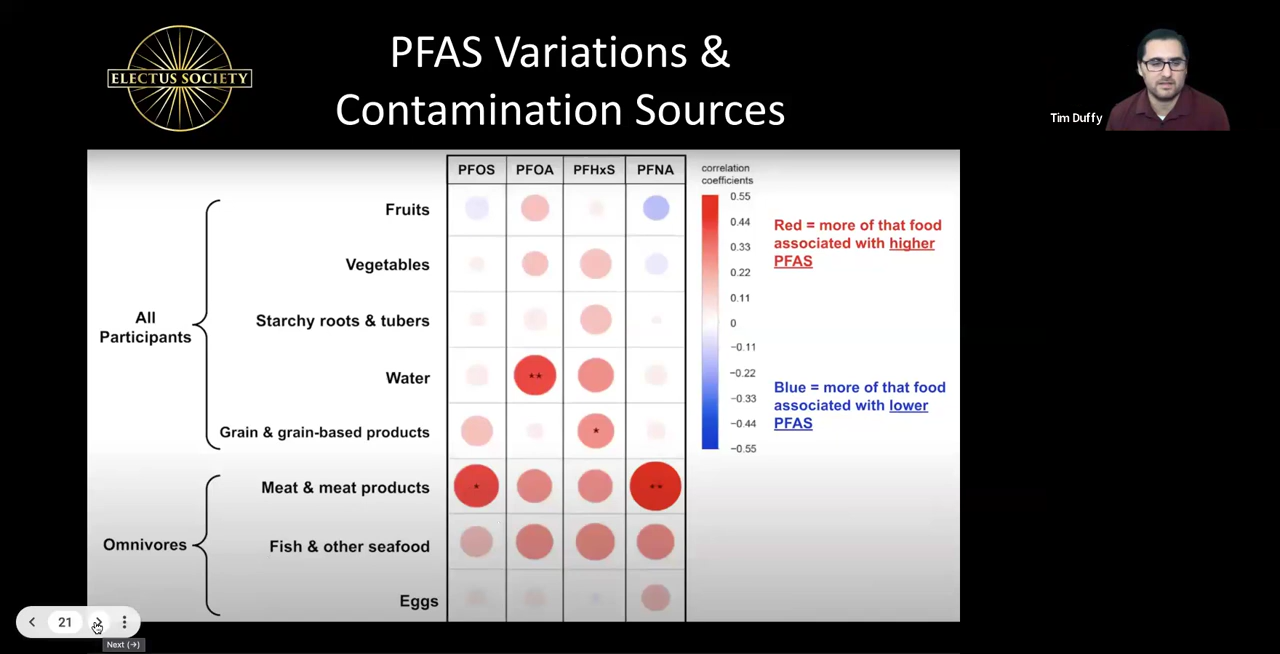 ELECTUS SOCIETY
PFAS Variations &
Contamination Sources
Tim Duffy
PFOS PFOA PFHxS PFNA
correlation
coefficients
0.55
0.44
0.33
0.22
0.11
0
−0.11
−0.22
−0.33
−0.44
−0.55
Red = more of that food
associated with higher
PFAS
Blue = more of that food
associated with lower
PFAS
All
Participants
Fruits
Vegetables
Starchy roots & tubers
Water
**
Grain & grain-based products
*
Omnivores
Meat & meat products
* **
Fish & other seafood
Eggs
21
Next (→)